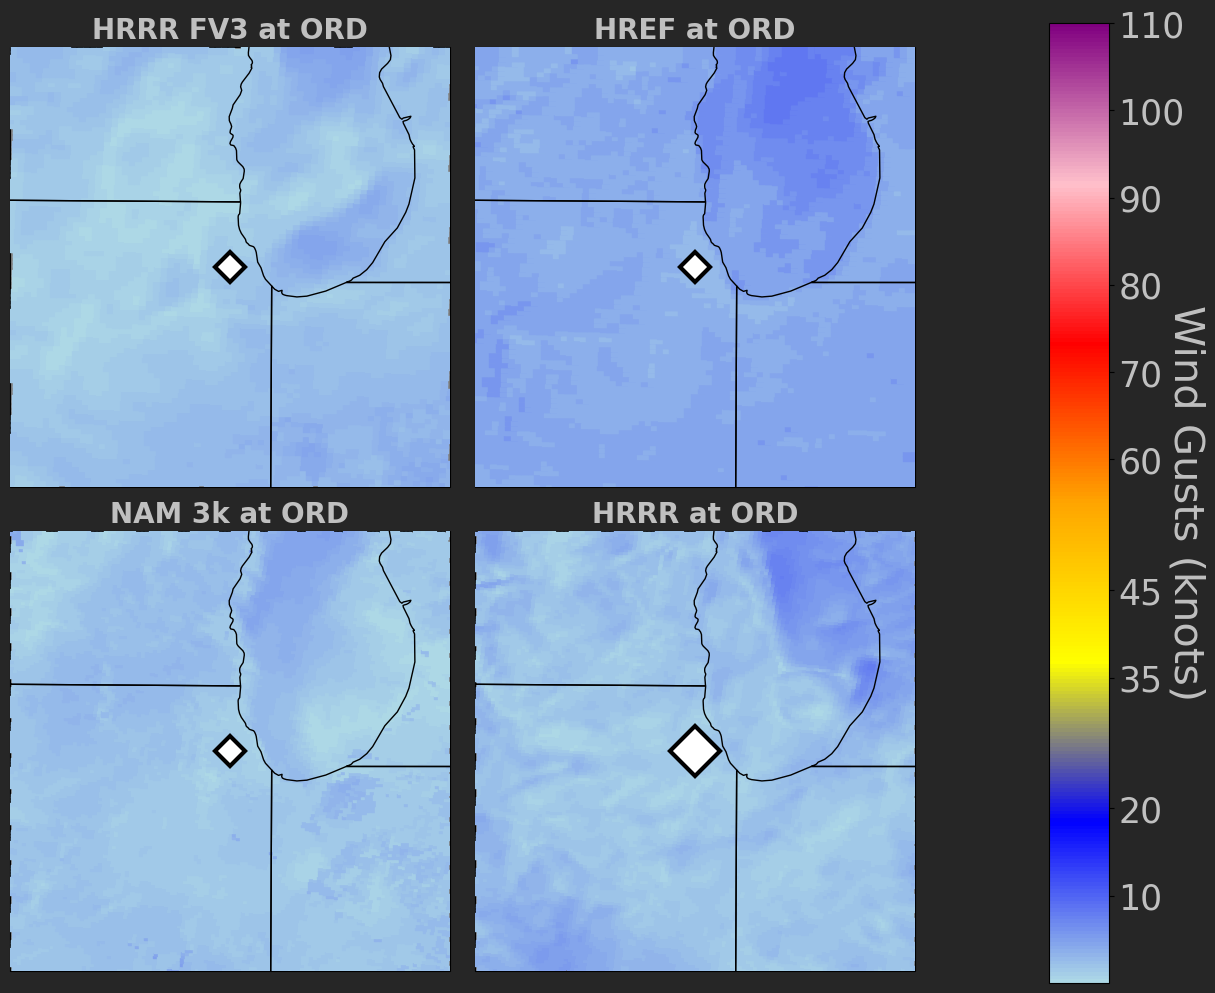 HRRR FV3 at ORD
HREF at ORD
NAM 3k at ORD
HRRR at ORD
110
100
90
80
70
60
45
35
20
10
Wind Gusts (knots)